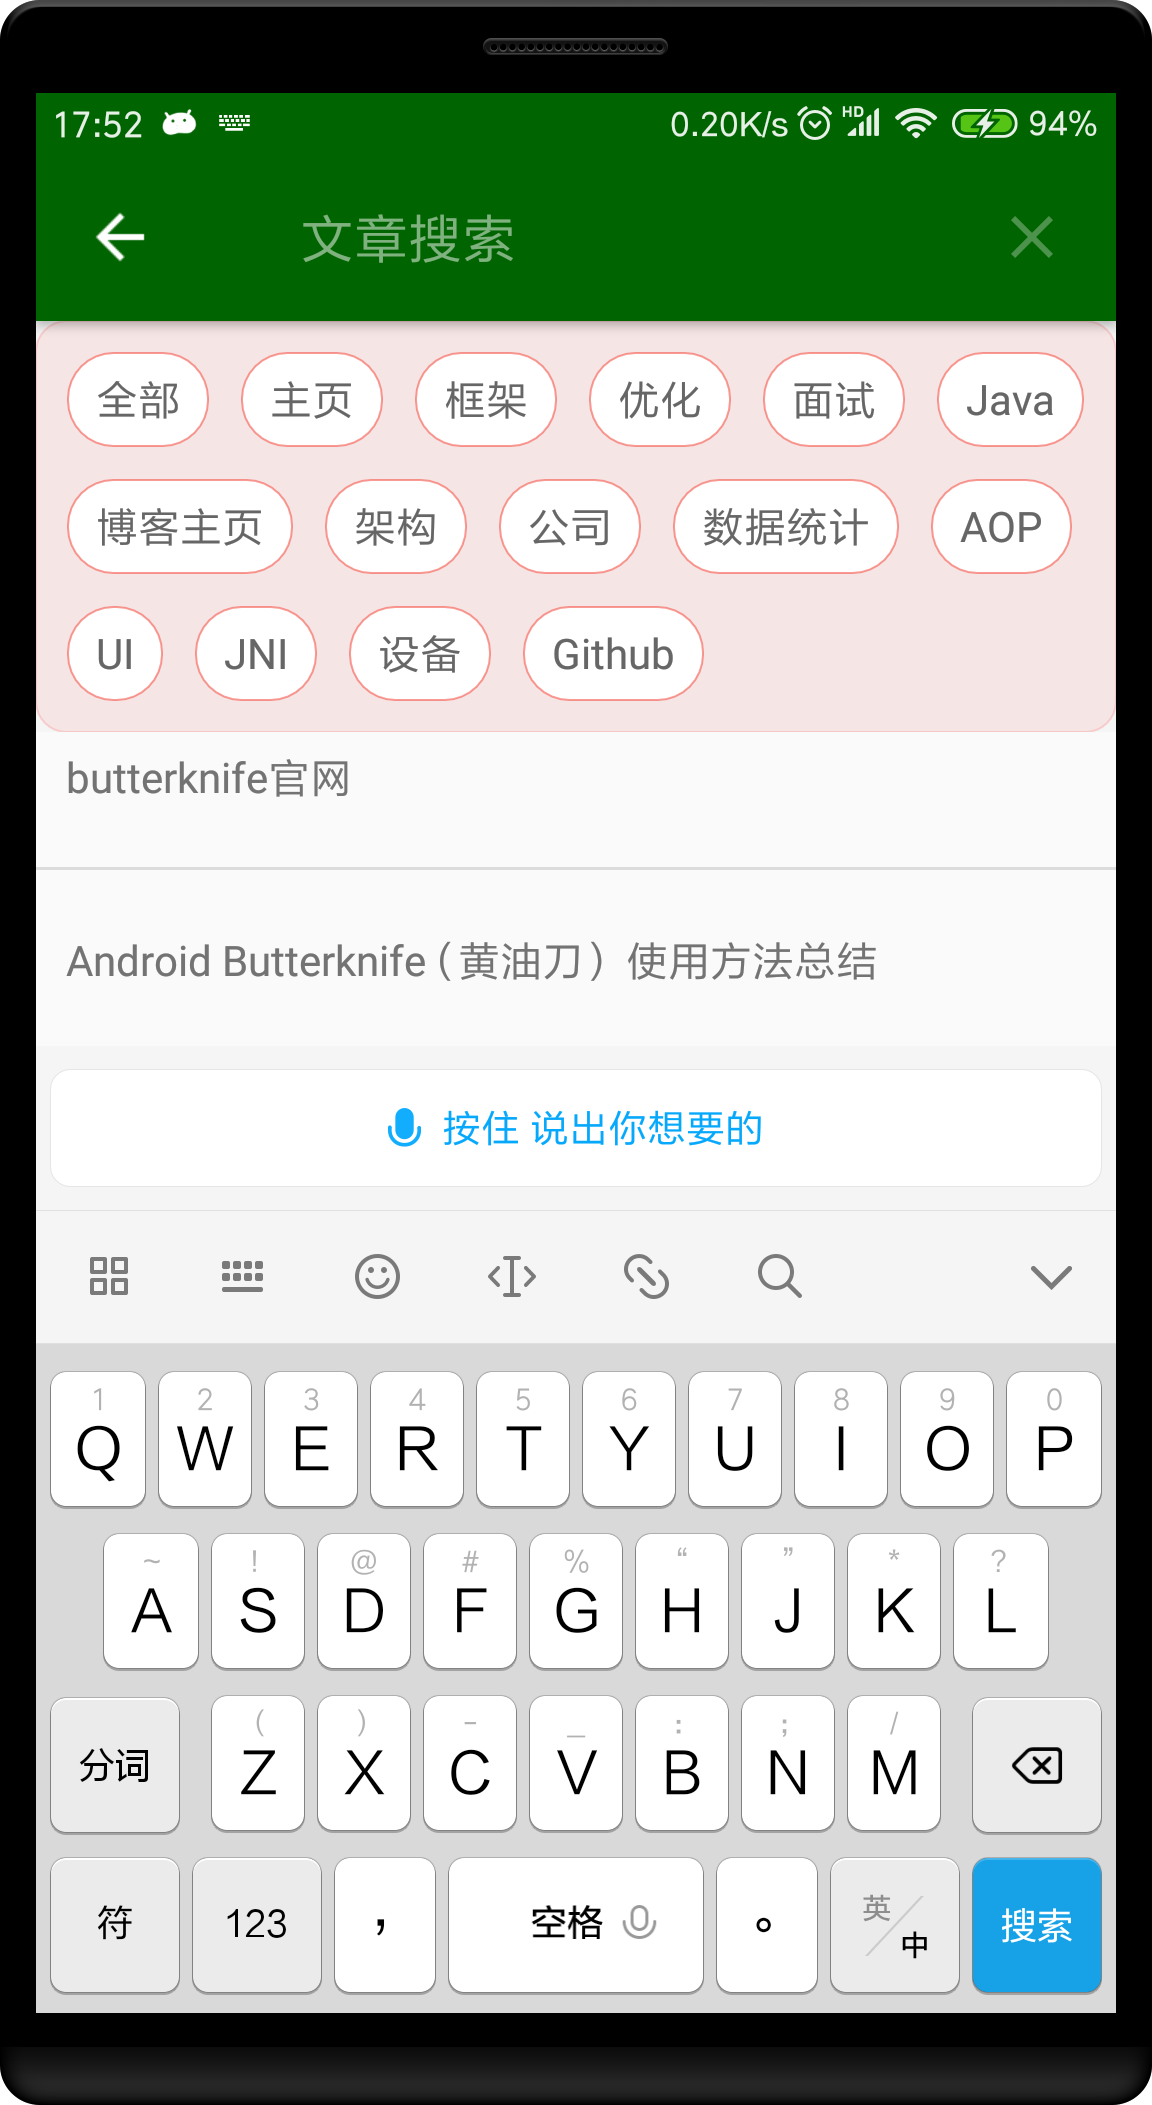 17:52 0.20K/s HD 94%
文章搜索
全部 主页 框架 优化 面试 Java
博客主页 架构 公司 数据统计 AOP
UI JNI 设备 Github
butterknife官网
Android Butterknife（黄油刀）使用方法总结
按住 说出你想要的
1 2 3 4 5 6 7 8 9 0
Q W E R T Y U I O P
~ ! @ # % “ ” * ?
A S D F G H J K L
( ) - _ : ; /
分词 Z X C V B N M
符 123 ， 空格 。 英/中 搜索